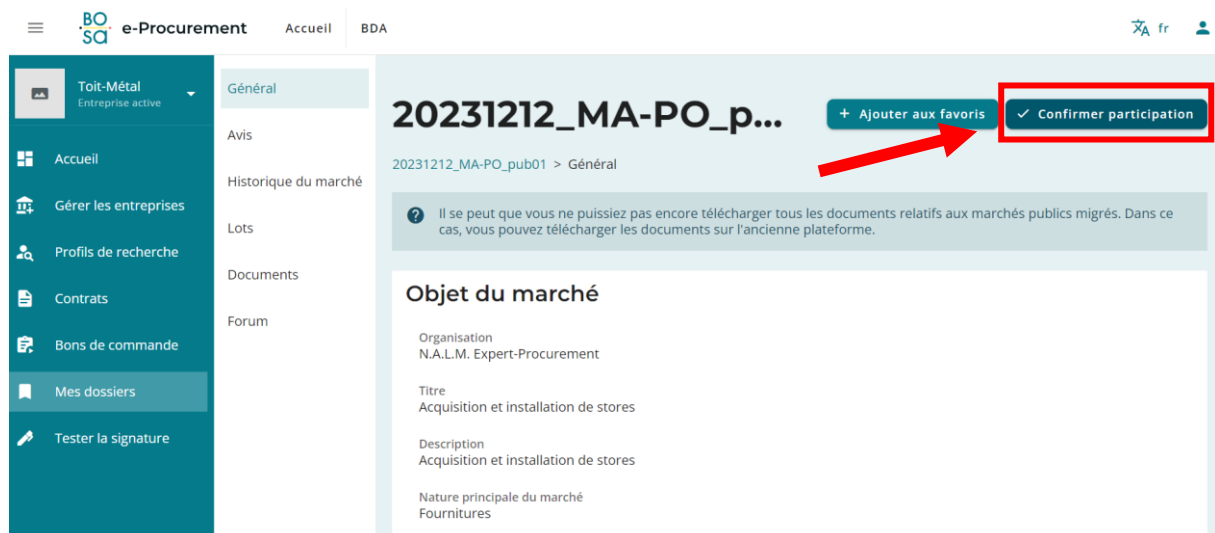 BOSa e-Procurement Accueil BDA fr
Toit-Métal
Entreprise active
Accueil
Gérer les entreprises
Profils de recherche
Contrats
Bons de commande
Mes dossiers
Tester la signature
Général
Avis
Historique du marché
Lots
Documents
Forum
20231212_MA-PO_p...
+ Ajouter aux favoris
Confirmer participation
20231212_MA-PO_pub01 > Général
Il se peut que vous ne puissiez pas encore télécharger tous les documents relatifs aux marchés publics migrés. Dans ce
cas, vous pouvez télécharger les documents sur l'ancienne plateforme.
Objet du marché
Organisation
N.A.L.M. Expert-Procurement
Titre
Acquisition et installation de stores
Description
Acquisition et installation de stores
Nature principale du marché
Fournitures